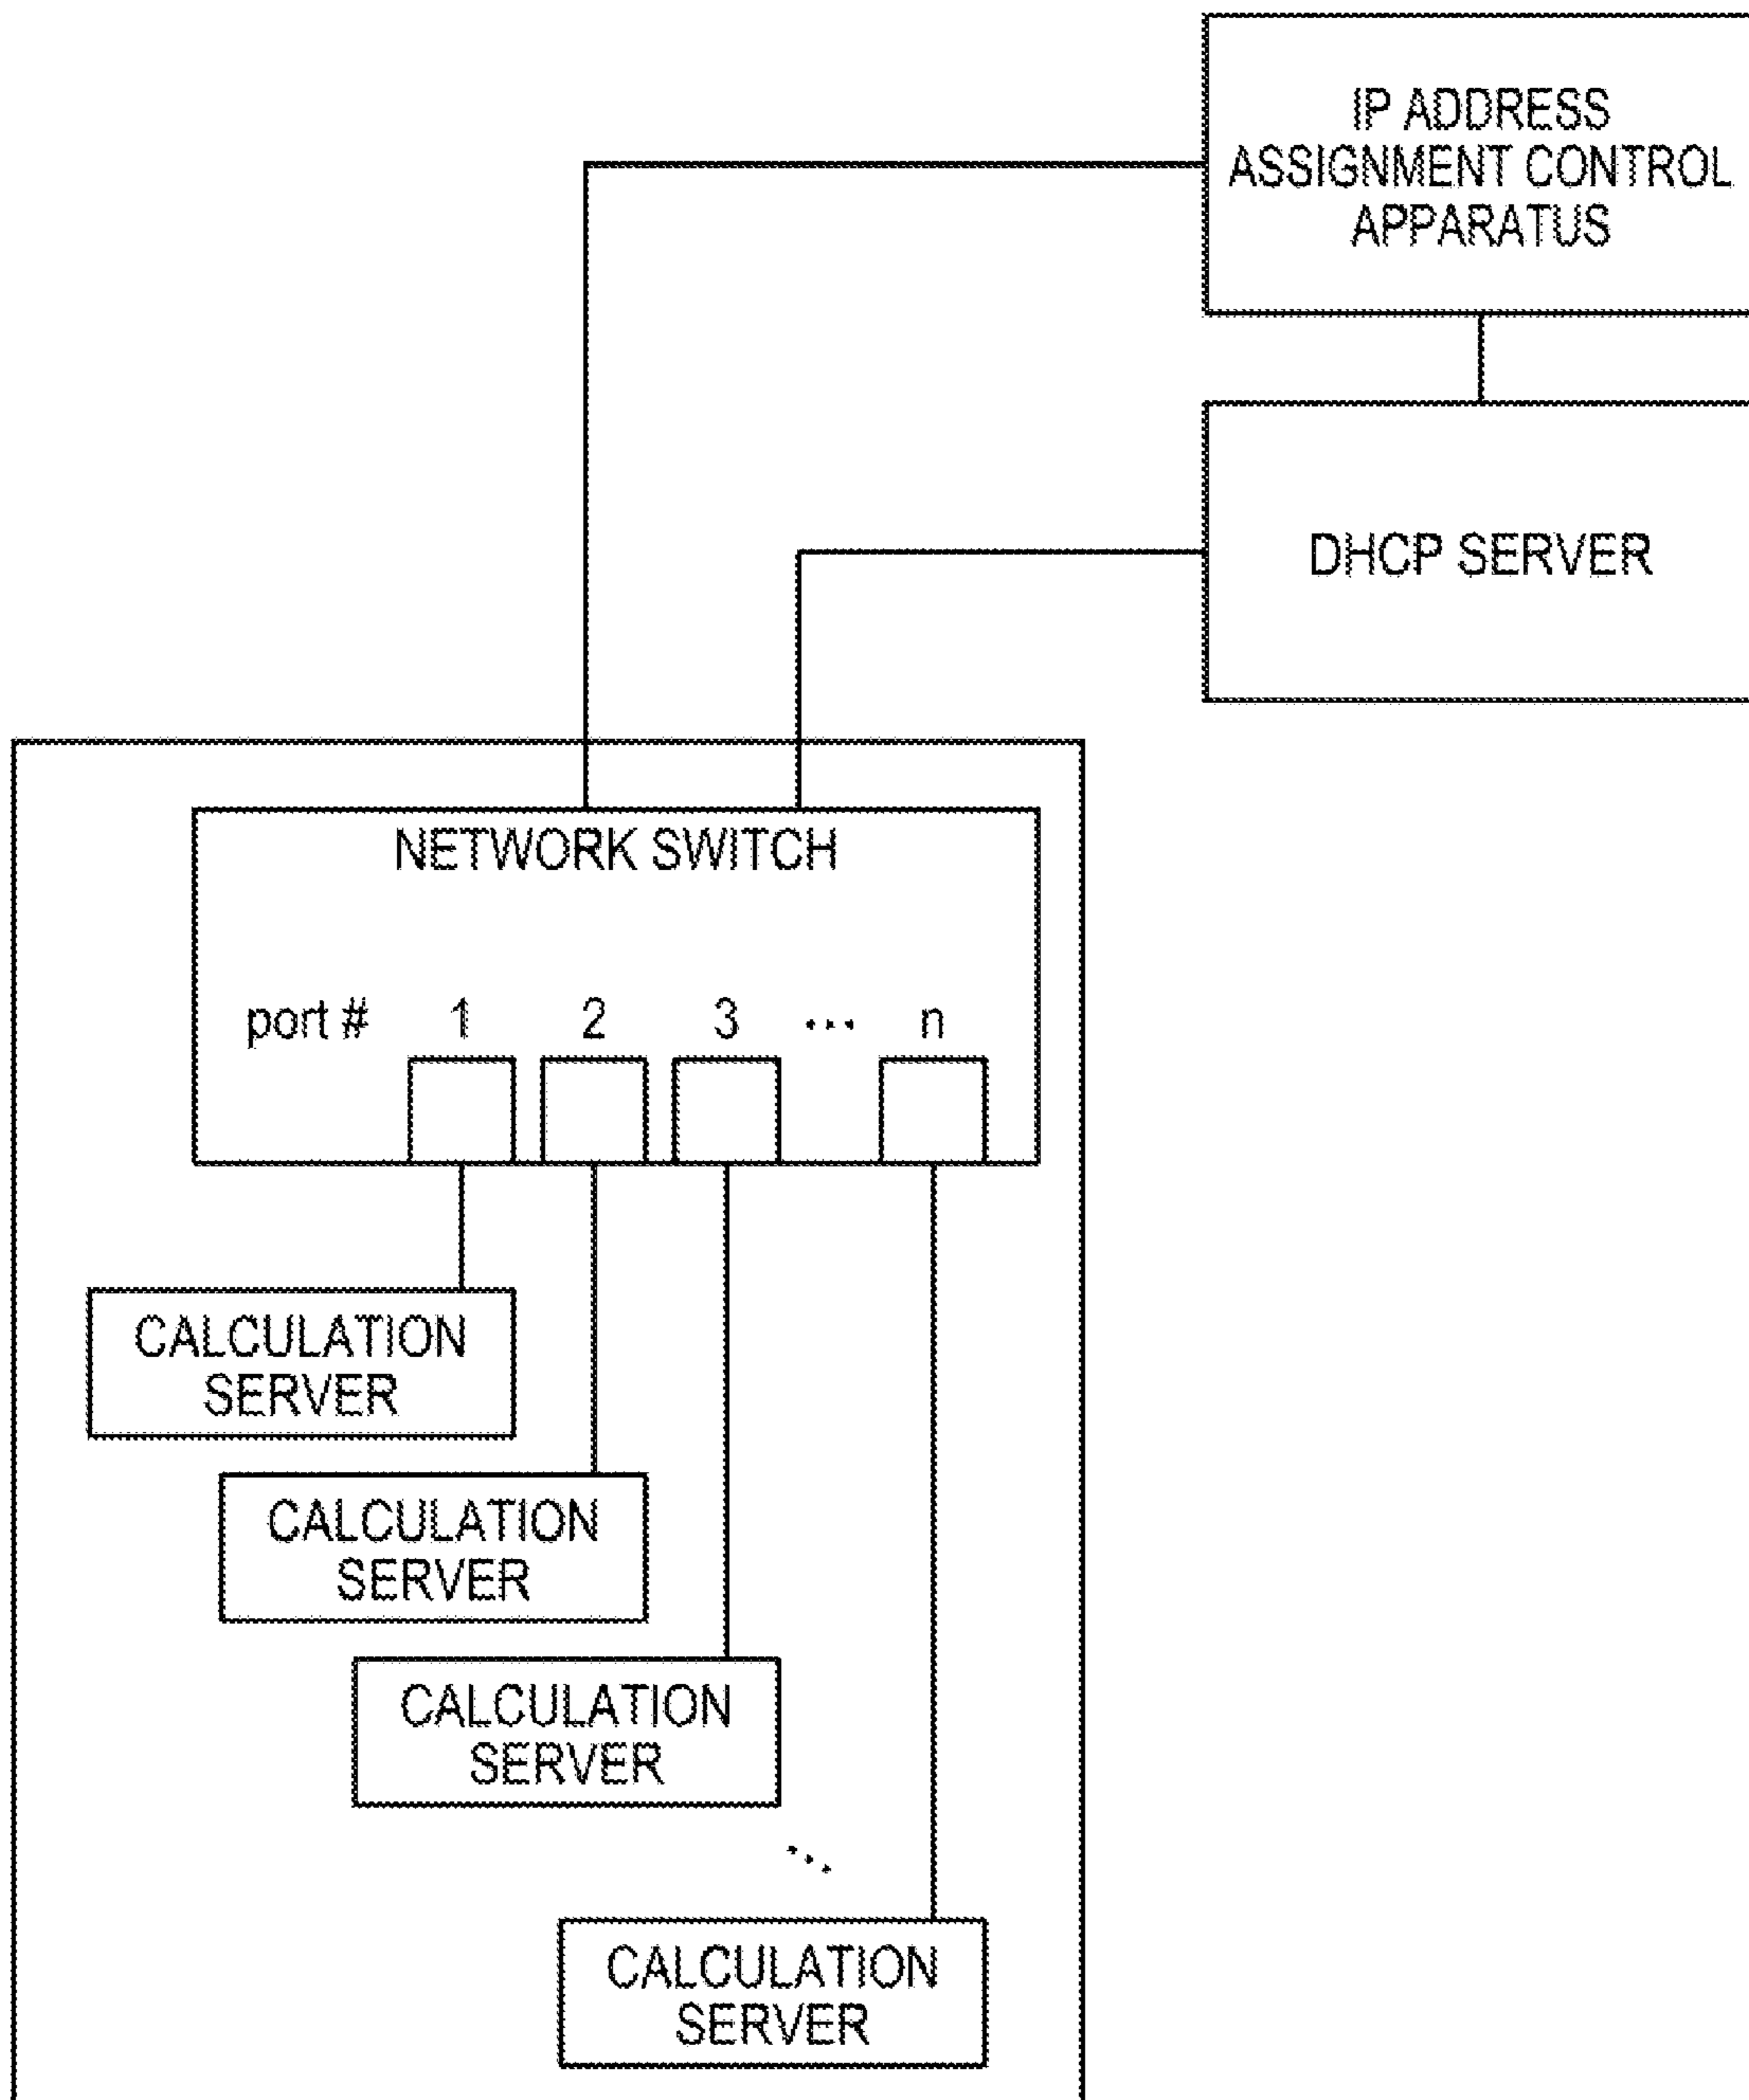 IP ADDRESS
ASSIGNMENT CONTROL
APPARATUS
DHCP SERVER
NETWORK SWITCH
port # 1 2 3 ... n
CALCULATION
SERVER
CALCULATION
SERVER
CALCULATION
SERVER
...
CALCULATION
SERVER